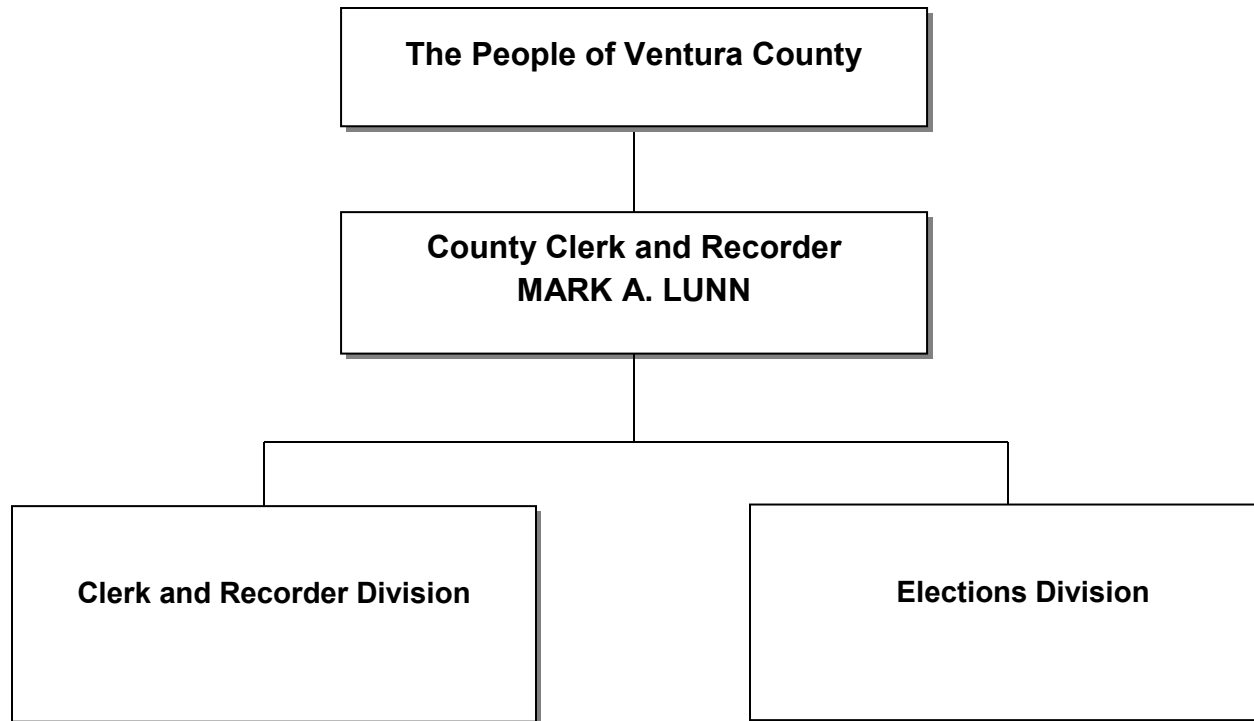 The People of Ventura County
County Clerk and Recorder
MARK A. LUNN
Clerk and Recorder Division
Elections Division